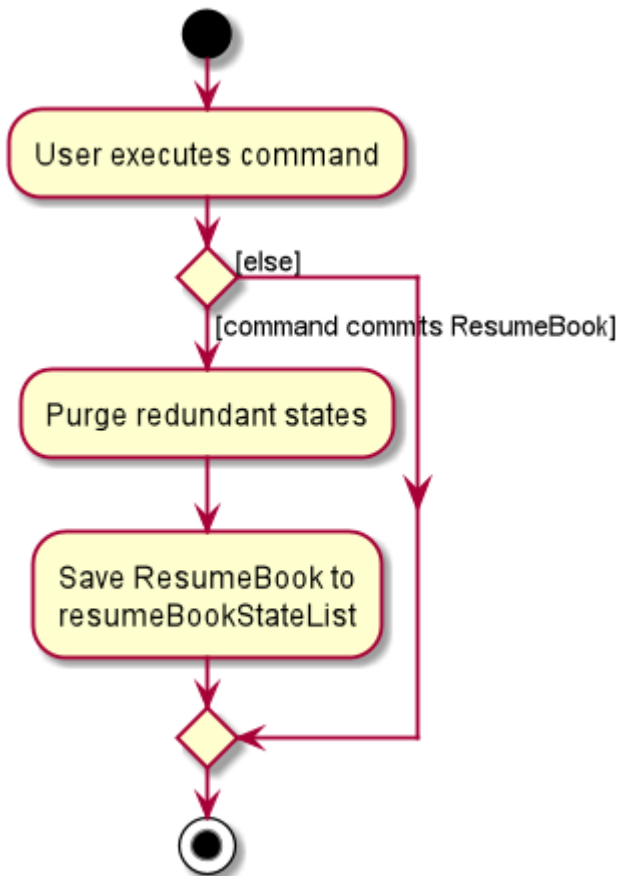 User executes command
[else]
[command commits ResumeBook]
Purge redundant states
Save ResumeBook to
resumeBookStateList